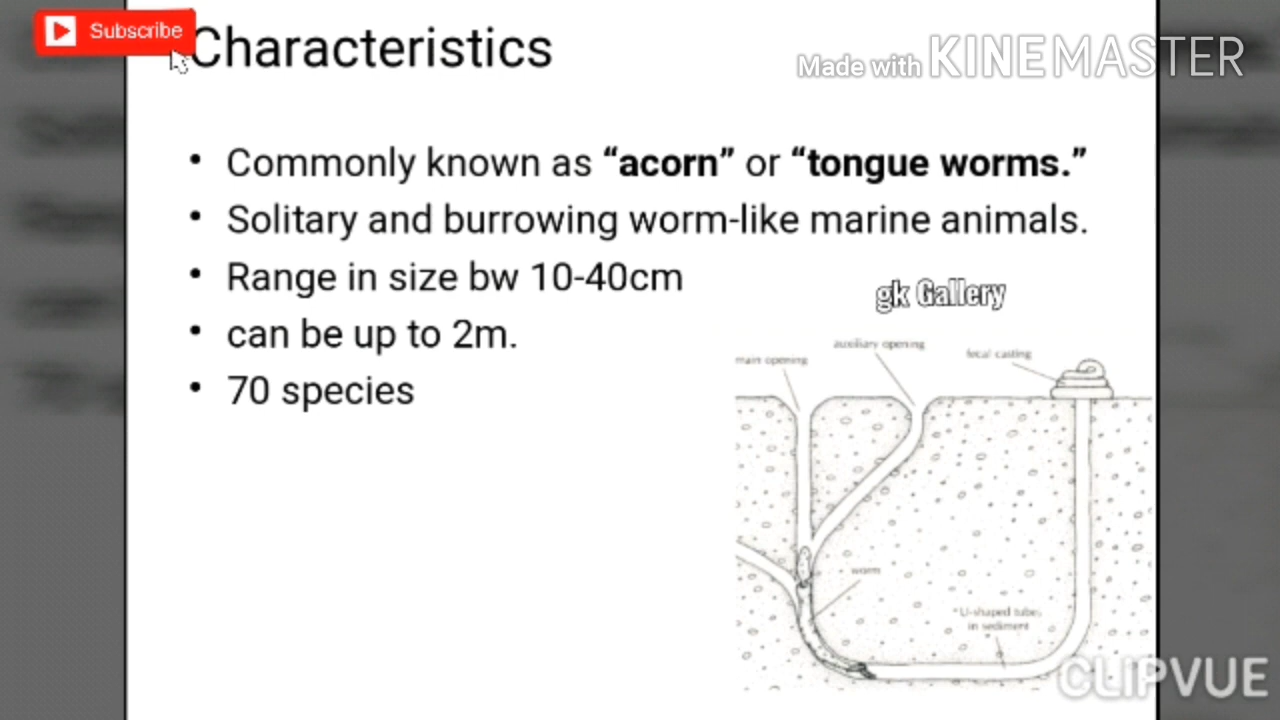 Subscribe
Characteristics
Made with KINEMASTER
• Commonly known as “acorn” or “tongue worms.”
• Solitary and burrowing worm-like marine animals.
• Range in size bw 10-40cm
• can be up to 2m.
• 70 species
gk Gallery
main opening
auxiliary opening
fecal casting
worm
U-shaped tube
in sediment
CLIPVUE